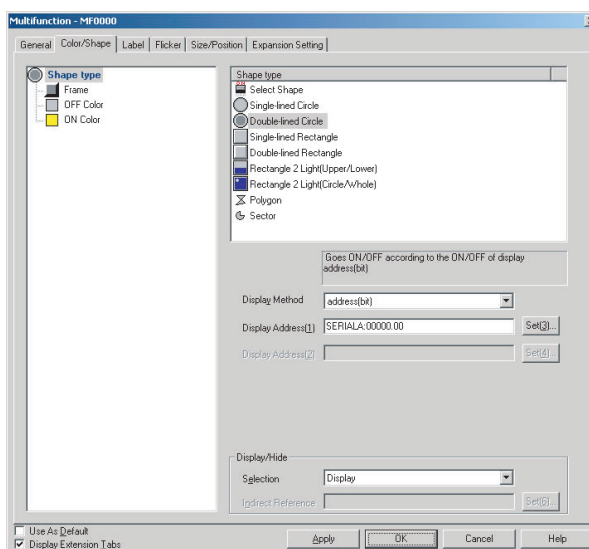 Multifunction - MF0000
General Color/Shape Label Flicker Size/Position Expansion Setting
Shape type
Frame
OFF Color
ON Color
Shape type
Select Shape
Single-lined Circle
Double-lined Circle
Single-lined Rectangle
Double-lined Rectangle
Rectangle 2 Light(Upper/Lower)
Rectangle 2 Light(Circle/Whole)
Polygon
Sector
Goes ON/OFF according to the ON/OFF of display
address(bit)
Display Method address(bit)
Display Address(1) SERIALA:00000.00 Set(3)...
Display Address(2) Set(4)...
Display/Hide
Selection Display
Indirect Reference Set(6)...
Use As Default
Display Extension Tabs
Apply OK Cancel Help